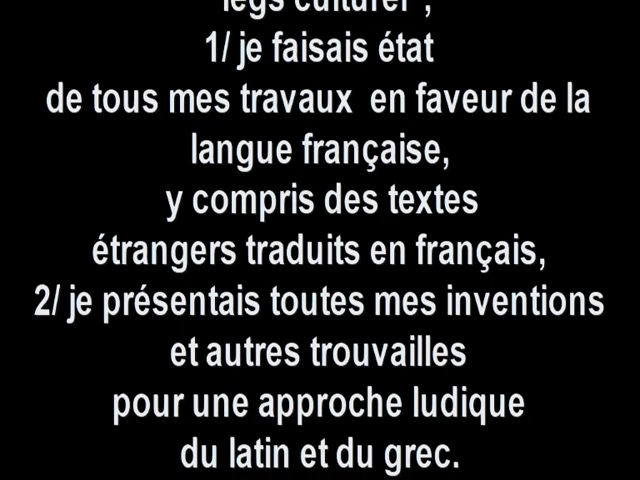 legs culturel",
1/ je faisais état
de tous mes travaux en faveur de la
langue française,
y compris des textes
étrangers traduits en français,
2/ je présentais toutes mes inventions
et autres trouvailles
pour une approche ludique
du latin et du grec.